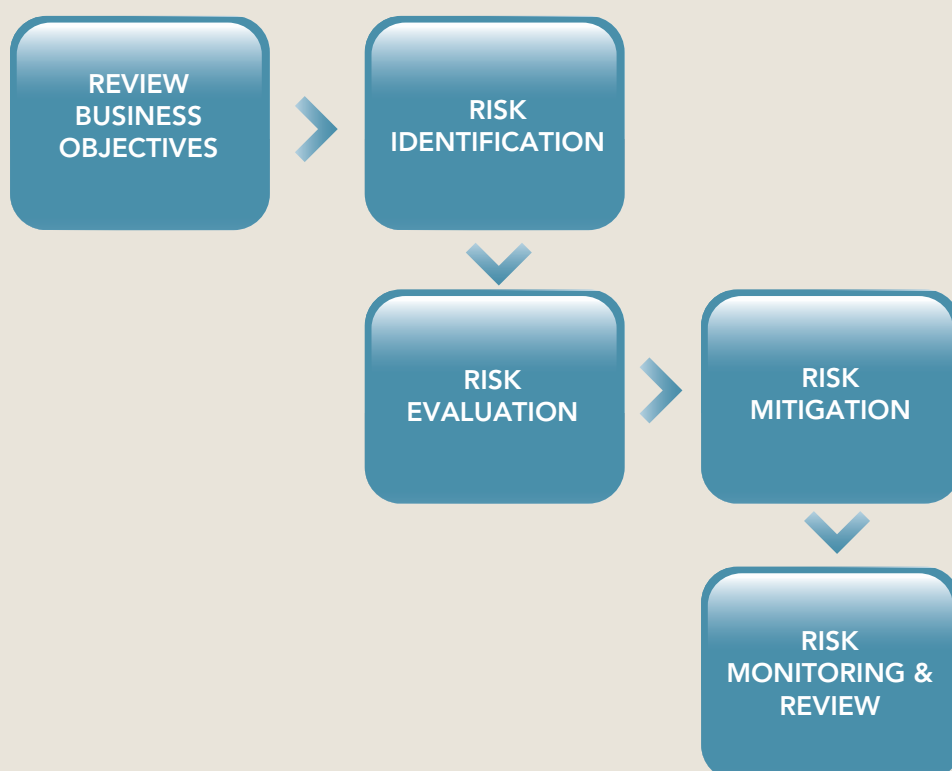 REVIEW
BUSINESS
OBJECTIVES
RISK
IDENTIFICATION
RISK
EVALUATION
RISK
MITIGATION
RISK
MONITORING &
REVIEW